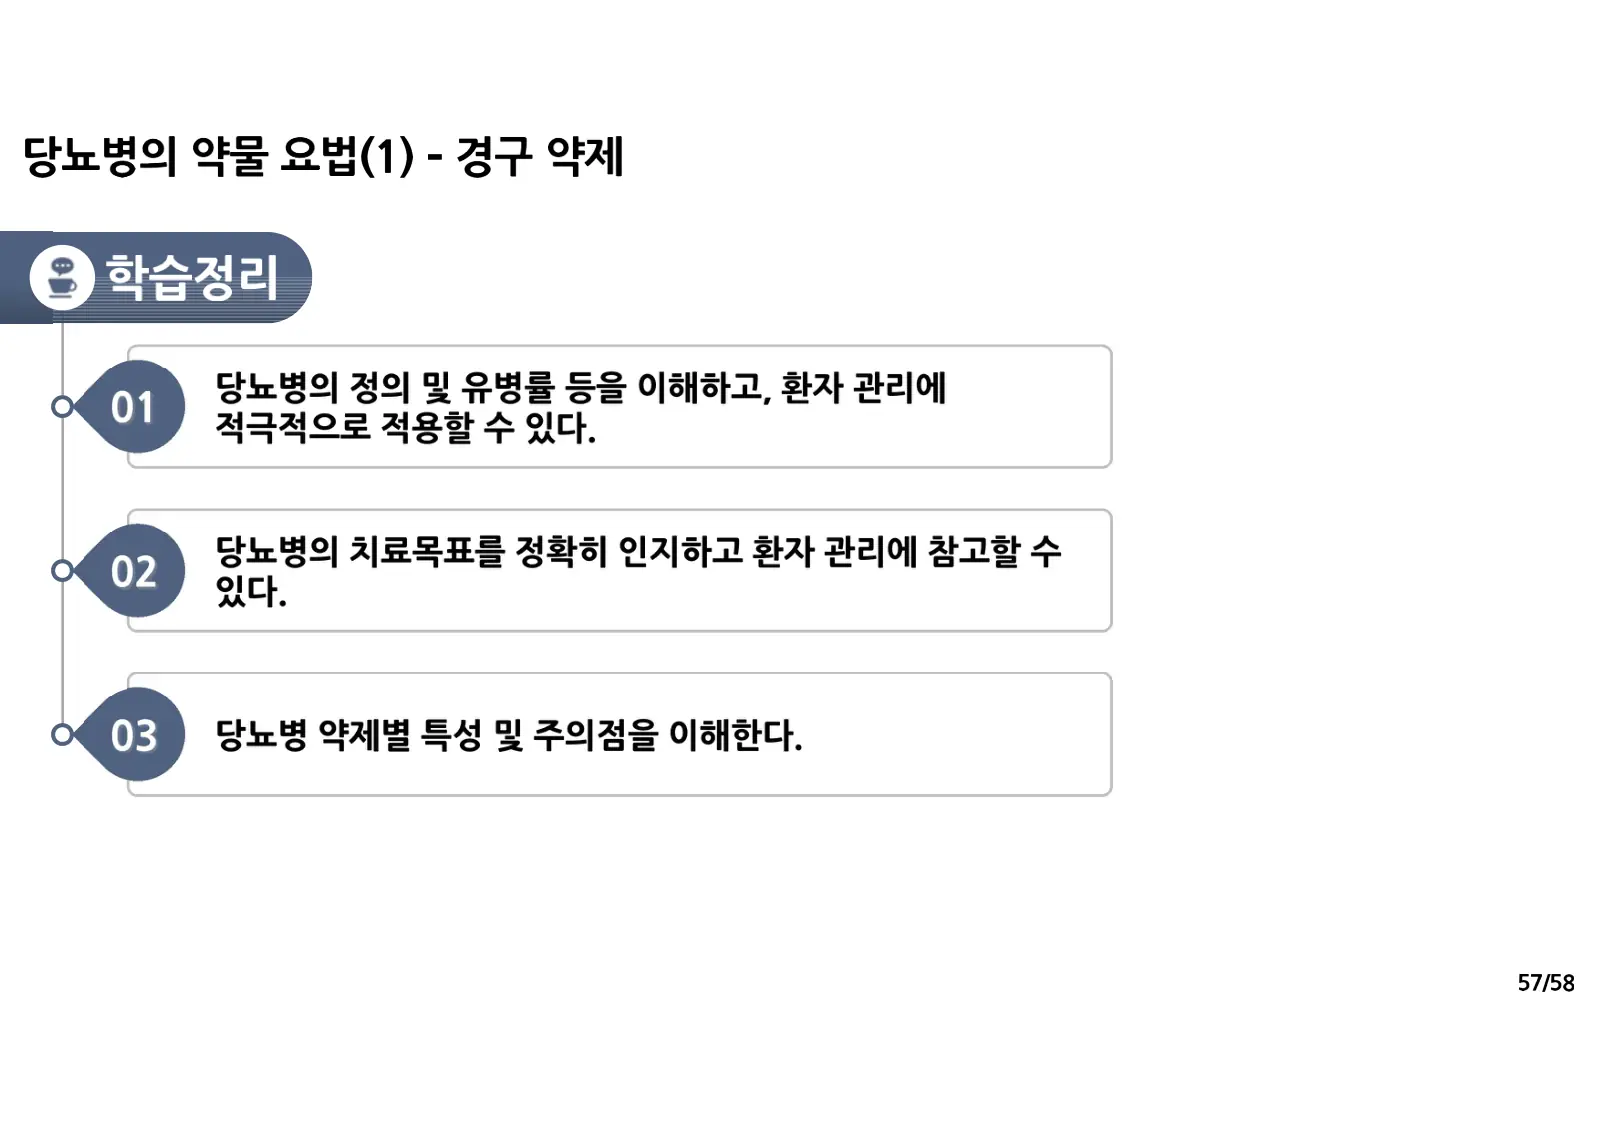 당뇨병의 약물 요법(1) - 경구 약제
학습정리
01
당뇨병의 정의 및 유병률 등을 이해하고, 환자 관리에
적극적으로 적용할 수 있다.
02
당뇨병의 치료목표를 정확히 인지하고 환자 관리에 참고할 수
있다.
03
당뇨병 약제별 특성 및 주의점을 이해한다.
57/58